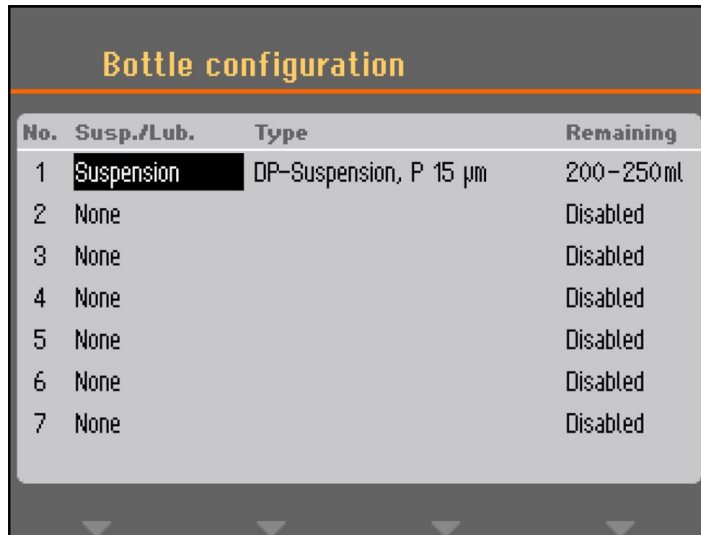 Bottle configuration
No. Susp./Lub. Type Remaining
1 Suspension DP-Suspension, P 15 µm 200-250ml
2 None Disabled
3 None Disabled
4 None Disabled
5 None Disabled
6 None Disabled
7 None Disabled